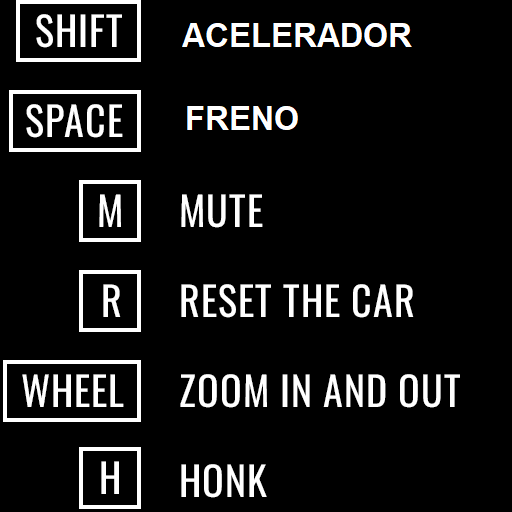 SHIFT ACELERADOR
SPACE FRENO
M MUTE
R RESET THE CAR
WHEEL ZOOM IN AND OUT
H HONK